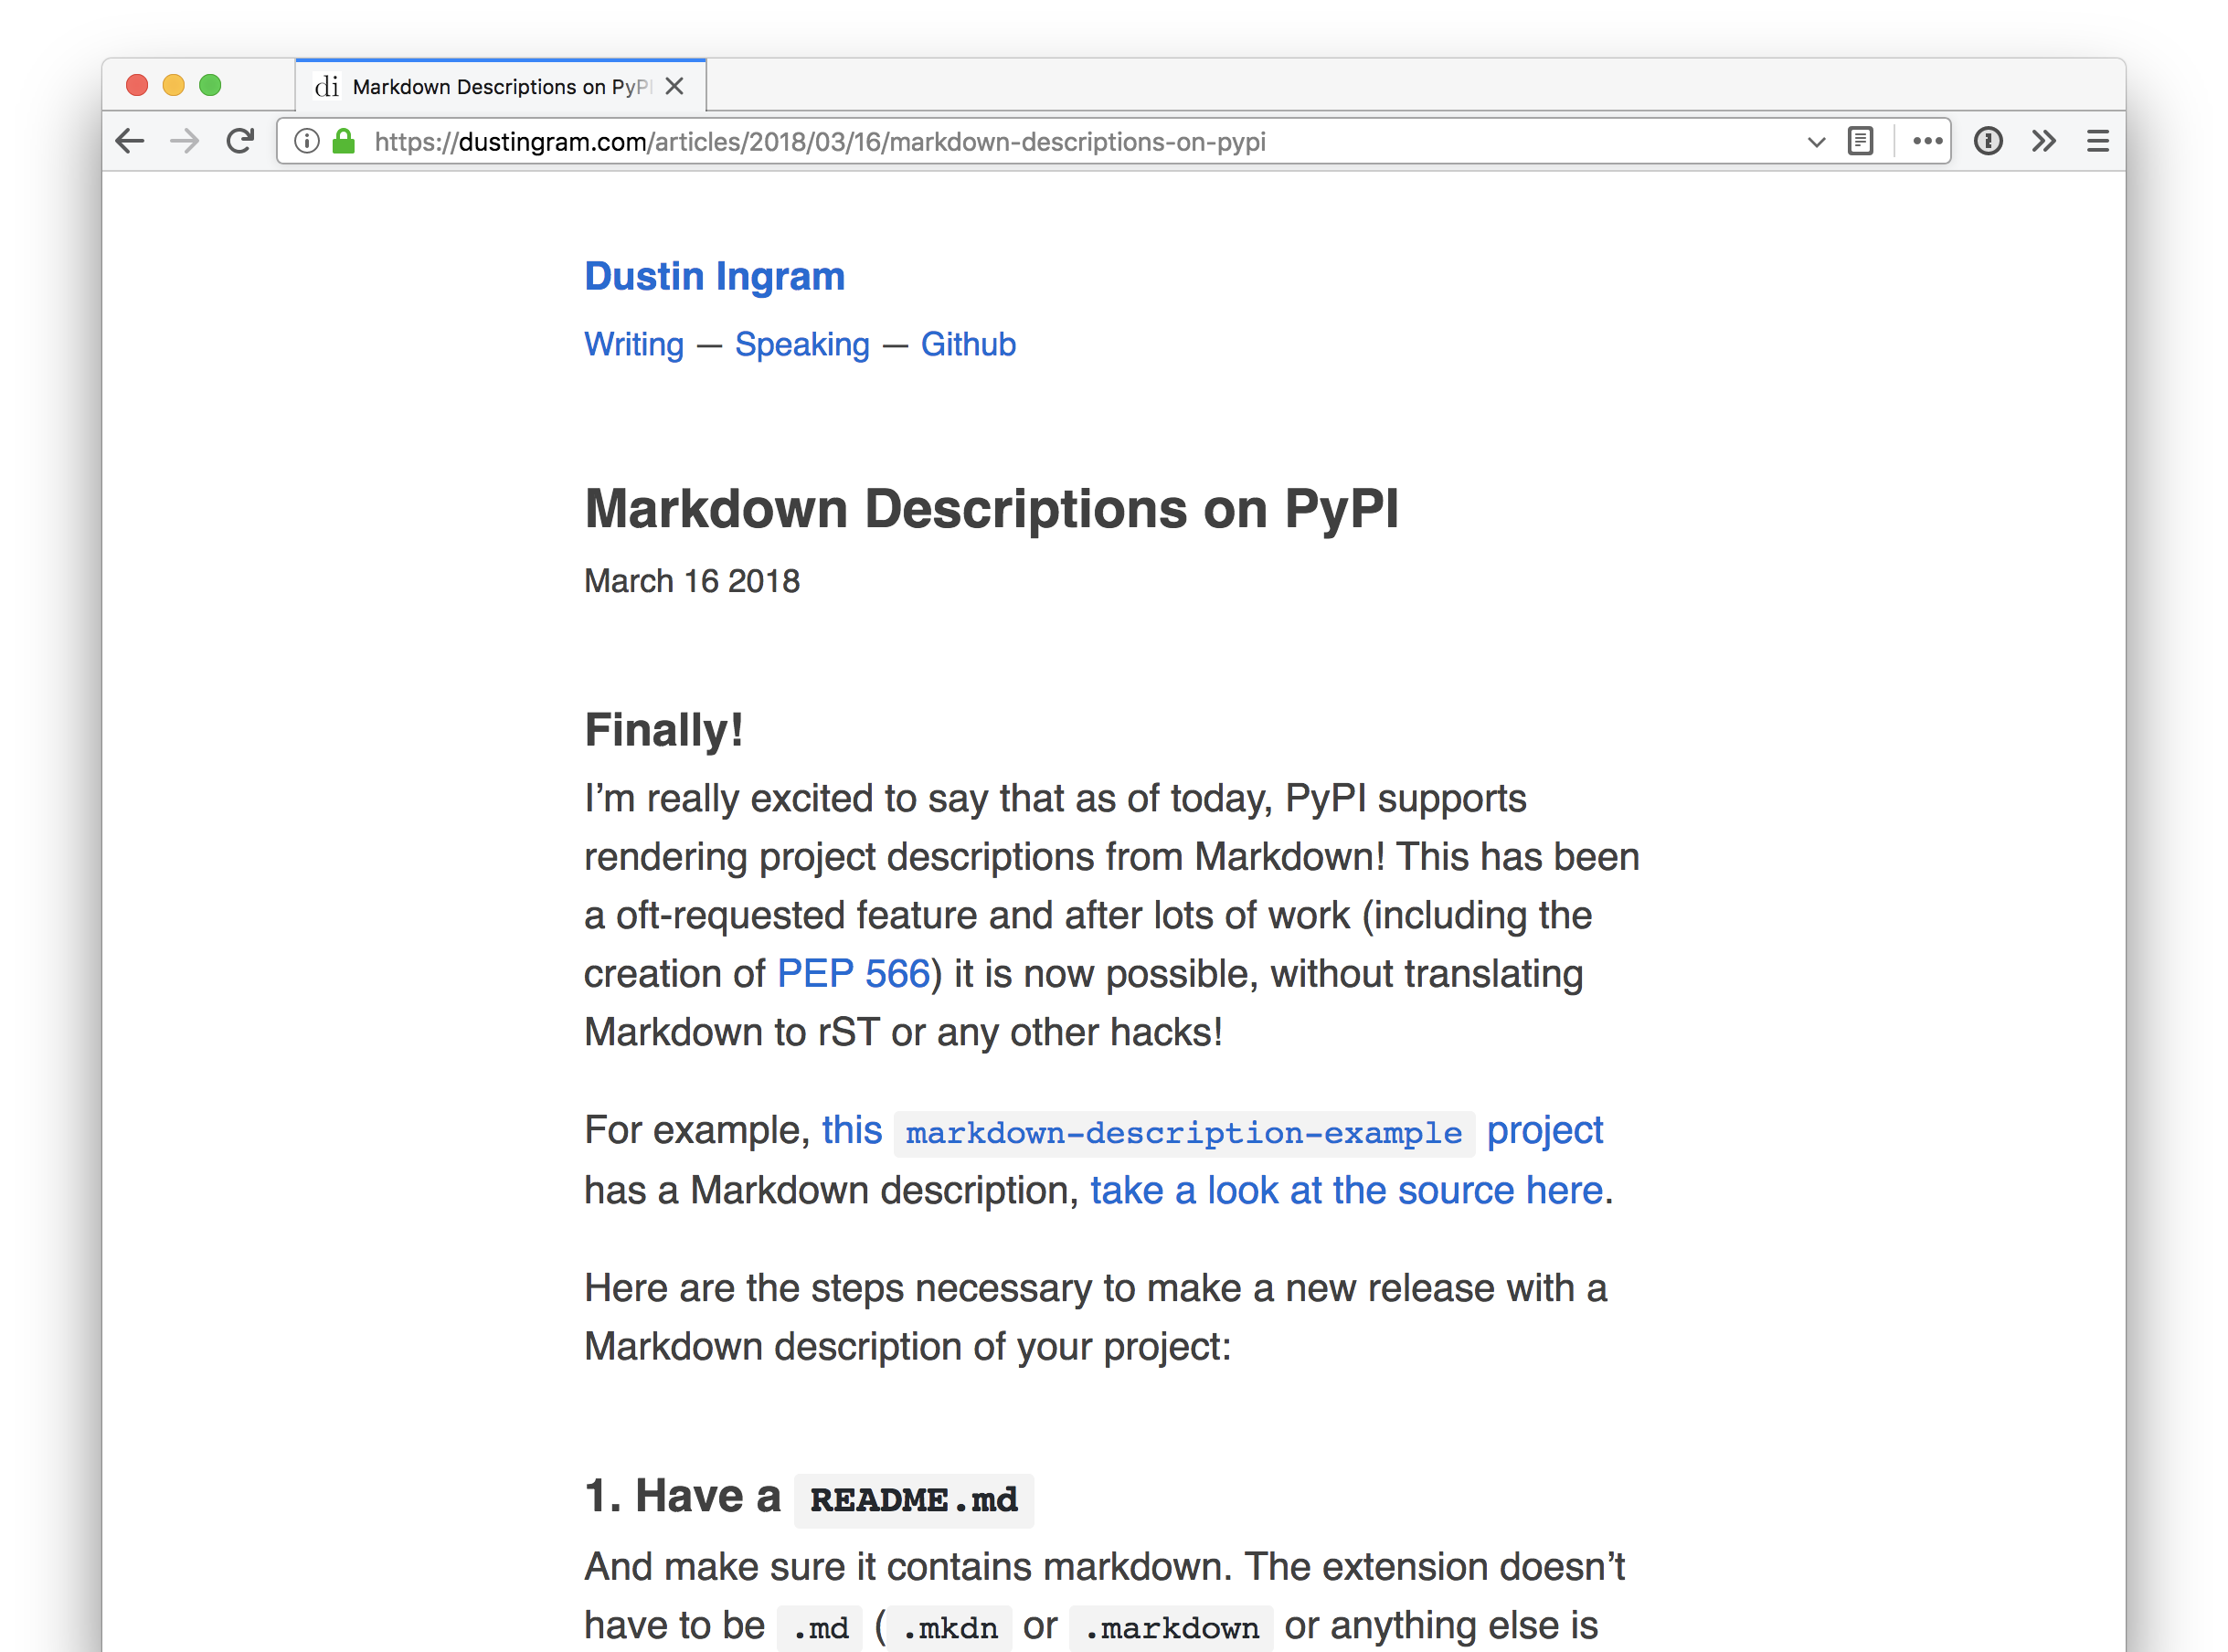 di Markdown Descriptions on PyPI
https://dustingram.com/articles/2018/03/16/markdown-descriptions-on-pypi
Dustin Ingram
Writing — Speaking — Github
Markdown Descriptions on PyPI
March 16 2018
Finally!
I’m really excited to say that as of today, PyPI supports
rendering project descriptions from Markdown! This has been
a oft-requested feature and after lots of work (including the
creation of PEP 566) it is now possible, without translating
Markdown to rST or any other hacks!
For example, this markdown-description-example project
has a Markdown description, take a look at the source here.
Here are the steps necessary to make a new release with a
Markdown description of your project:
1. Have a README.md
And make sure it contains markdown. The extension doesn’t
have to be .md (.mkdn or .markdown or anything else is